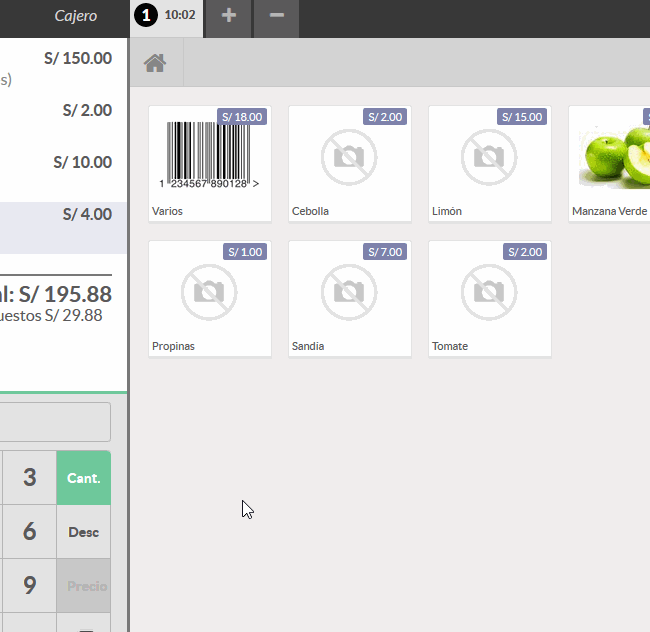 Cajero
1 10:02 + −
S/ 150.00
s)
S/ 2.00
S/ 10.00
S/ 4.00
al: S/ 195.88
uestos S/ 29.88
3 Cant.
6 Desc
9 Precio
S/ 18.00
1 234567 890128 >
Varios
S/ 2.00
Cebolla
S/ 15.00
Limón
Manzana Verde
S/ 1.00
Propinas
S/ 7.00
Sandia
S/ 2.00
Tomate